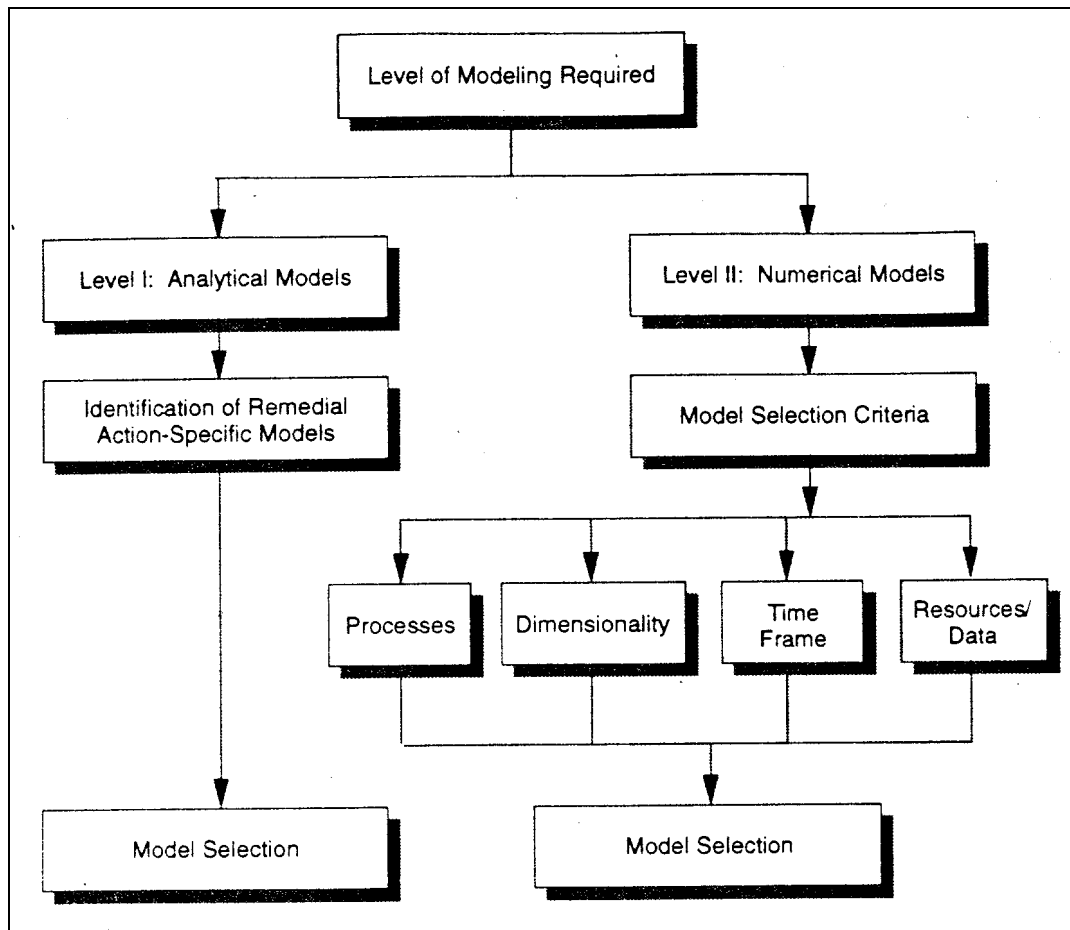 Level of Modeling Required
Level I: Analytical Models
Level II: Numerical Models
Identification of Remedial
Action-Specific Models
Model Selection Criteria
Processes
Dimensionality
Time
Frame
Resources/
Data
Model Selection
Model Selection